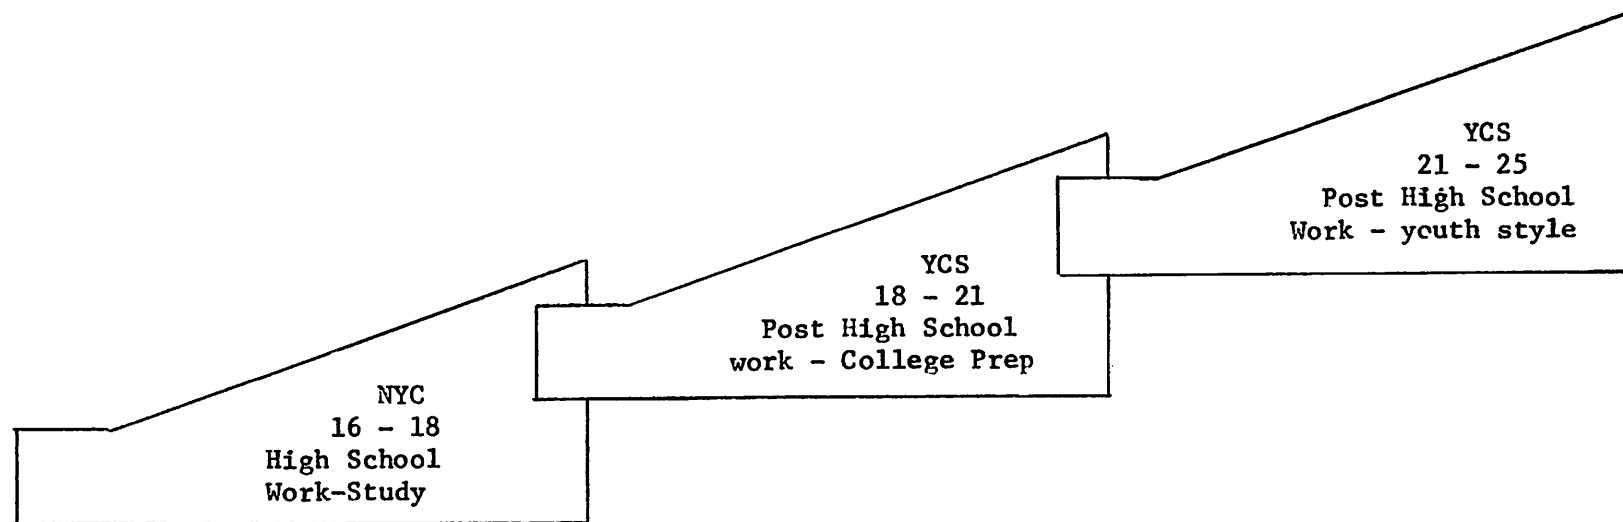 YCS
21 - 25
Post High School
Work - youth style
YCS
18 - 21
Post High School
work - College Prep
NYC
16 - 18
High School
Work-Study